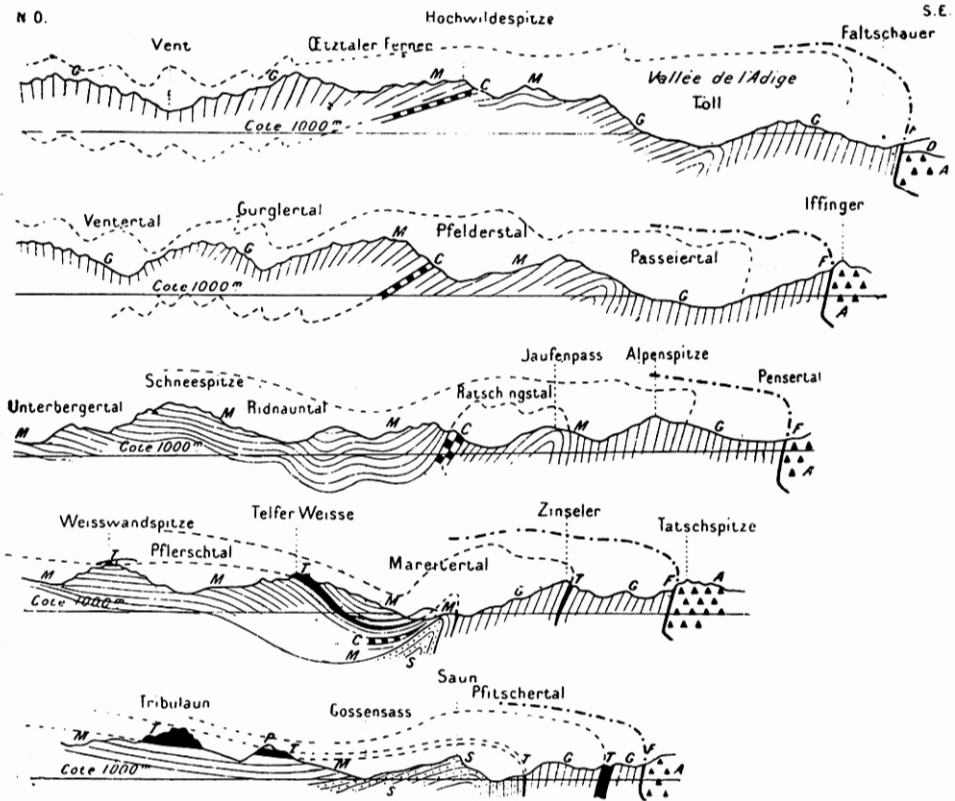 N O.
S.E.
Hochwildespitze
Vent
Œtztaler Ferner
Faltschauer
G
G
M
C
M
Vallée de l'Adige
Töll
Cote 1000m
G
G
D
A
Iffinger
Ventertal
Gurglertal
Pfelderstal
Passeiertal
G
M
C
M
F
Cote 1000m
G
A
Jaufenpass
Alpenspitze
Schneespitze
Ratschingstal
Pensertal
Unterbergertal
M
Ridnauntal
M
M
C
M
G
F
Cote 1000m
A
Weisswandspitze
Telfer Weisse
Zinseler
Tatschspitze
Pflerschtal
Mareitertal
T
M
M
T
M
M
G
T
G
F
A
Cote 1000m
C
M
S
Saun
Pfitschertal
Tribulaun
Gossensass
M
T
P
T
M
S
T
G
T
G
F
A
Cote 1000m
S